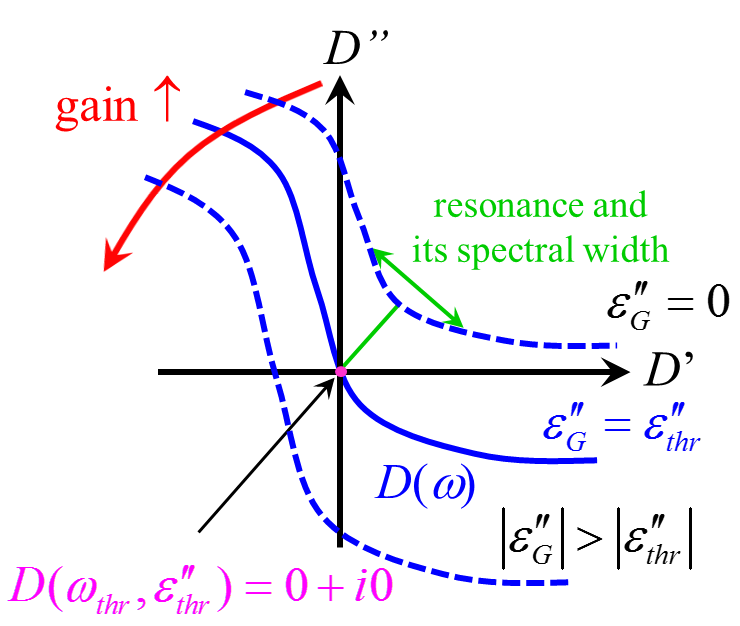 D”
gain ↑
resonance and
its spectral width
ε″_G = 0
D’
ε″_G = ε″_thr
D(ω)
|ε″_G| > |ε″_thr|
D(ω_thr, ε″_thr) = 0 + i0